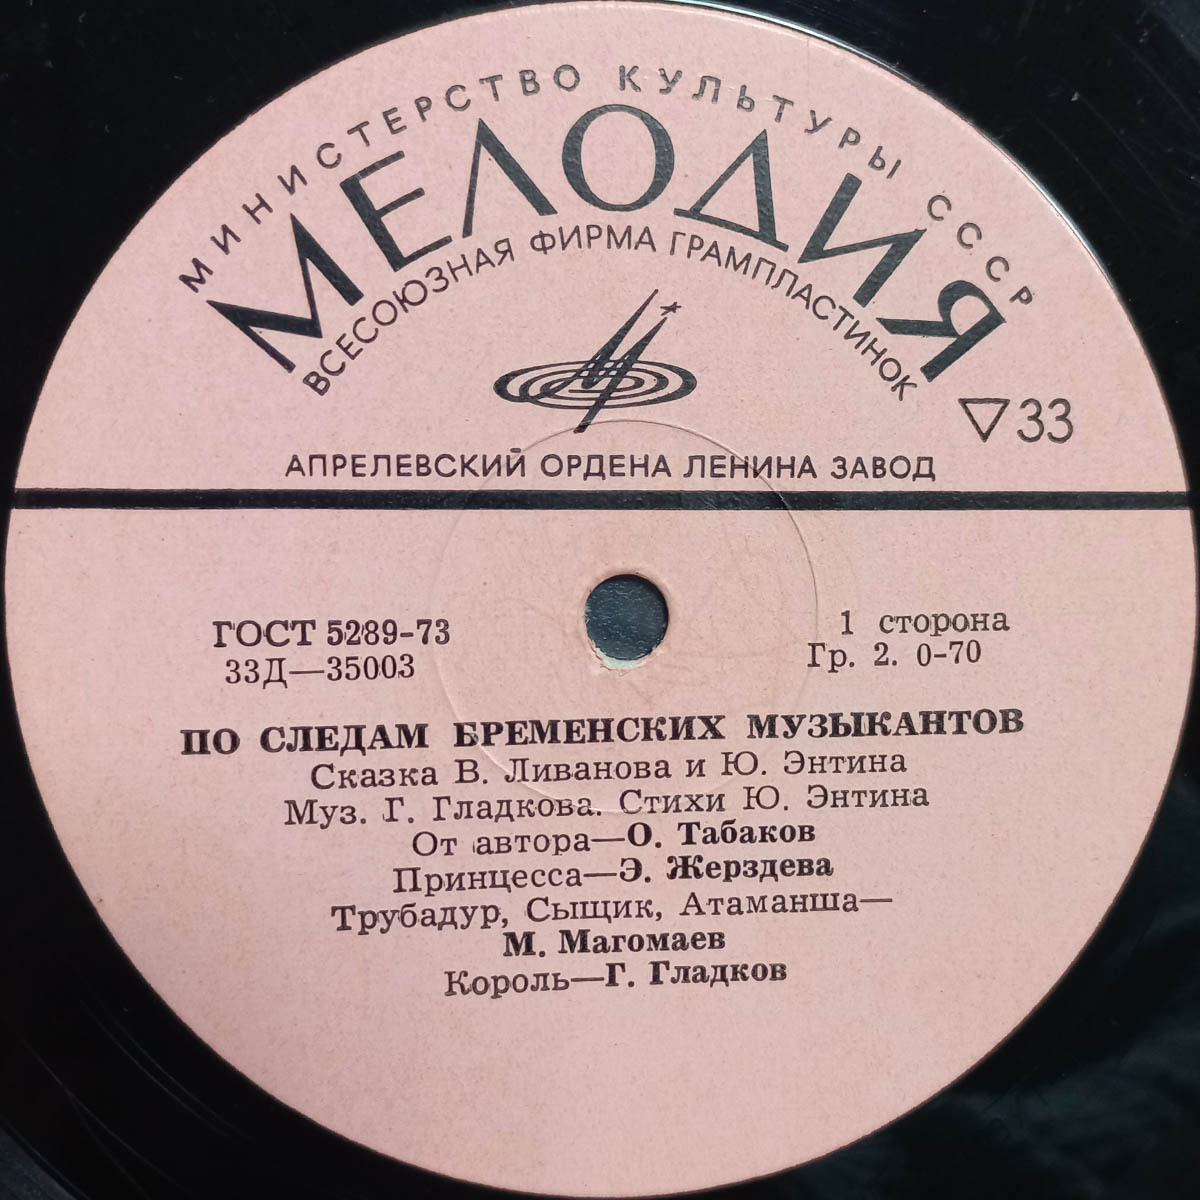 МИНИСТЕРСТВО КУЛЬТУРЫ СССР
МЕЛОДИЯ
ВСЕСОЮЗНАЯ ФИРМА ГРАМПЛАСТИНОК
▽33
АПРЕЛЕВСКИЙ ОРДЕНА ЛЕНИНА ЗАВОД
ГОСТ 5289-73
33Д—35003
1 сторона
Гр. 2. 0-70
ПО СЛЕДАМ БРЕМЕНСКИХ МУЗЫКАНТОВ
Сказка В. Ливанова и Ю. Энтина
Муз. Г. Гладкова. Стихи Ю. Энтина
От автора—О. Табаков
Принцесса—Э. Жерздева
Трубадур, Сыщик, Атаманша—
М. Магомаев
Король—Г. Гладков